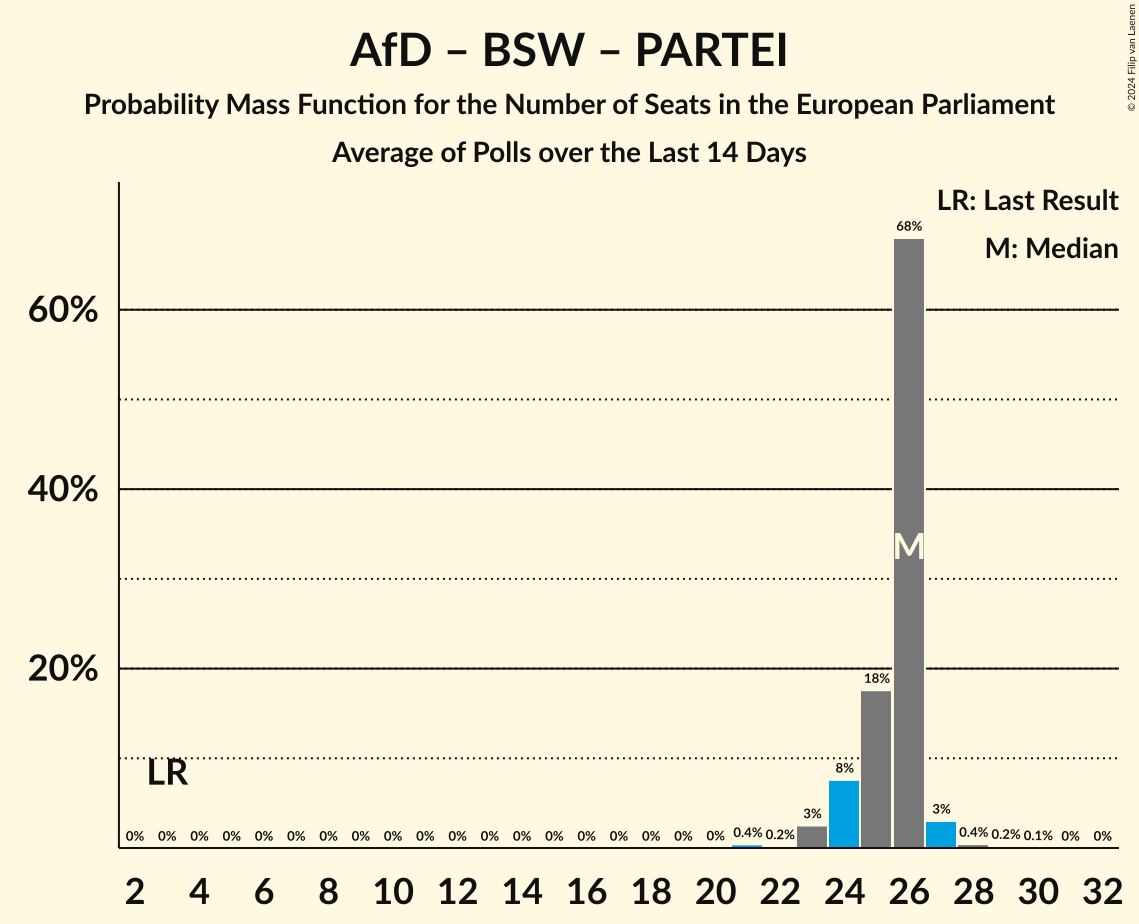 AfD – BSW – PARTEI
Probability Mass Function for the Number of Seats in the European Parliament
Average of Polls over the Last 14 Days
© 2024 Filip van Laenen
LR: Last Result
M: Median
68%
60%
40%
M
20%
18%
LR
8%
3%
3%
0% 0% 0% 0% 0% 0% 0% 0% 0% 0% 0% 0% 0% 0% 0% 0% 0% 0% 0% 0.4% 0.2% 0.4% 0.2% 0.1% 0% 0%
2 4 6 8 10 12 14 16 18 20 22 24 26 28 30 32